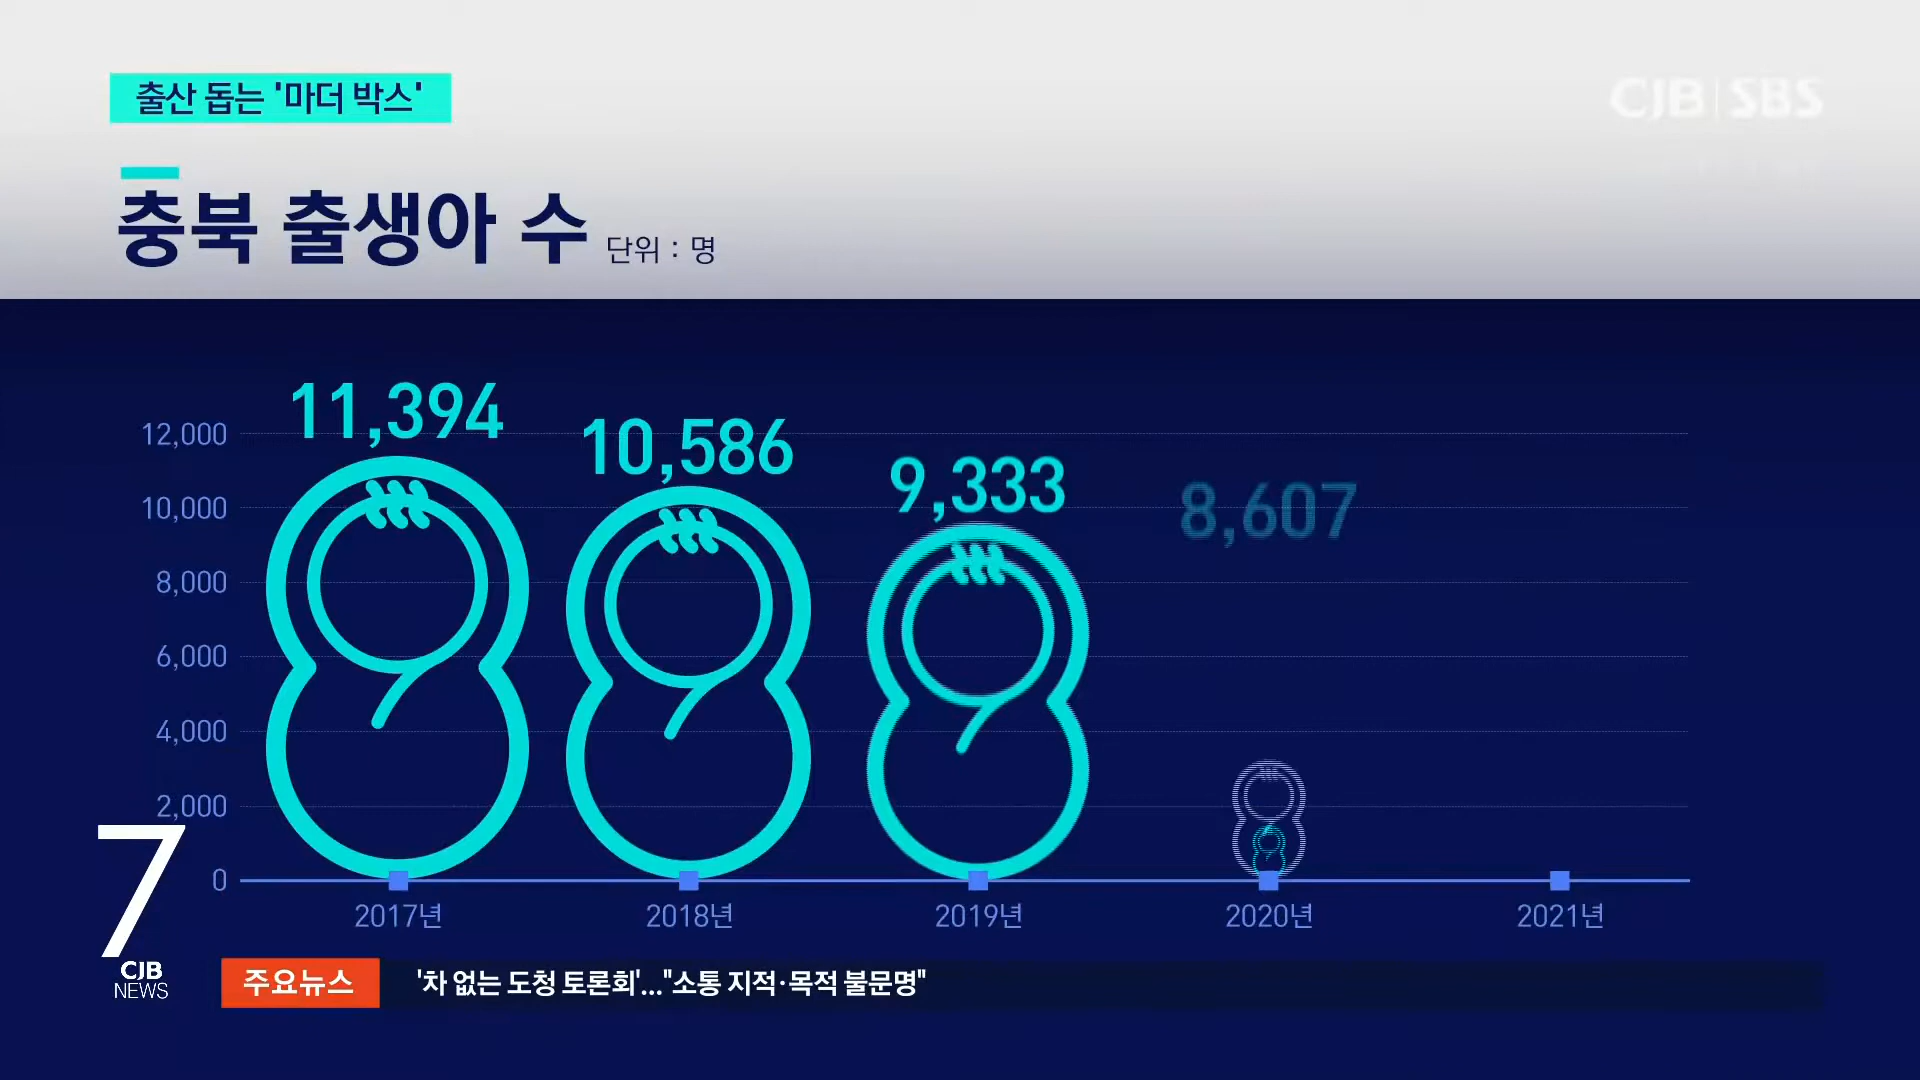 출산 돕는 '마더 박스'
CJB SBS
충북 출생아 수 단위 : 명
11,394
10,586
9,333
8,607
12,000
10,000
8,000
6,000
4,000
2,000
0
2017년 2018년 2019년 2020년 2021년
7
CJB
NEWS
주요뉴스 '차 없는 도청 토론회'..."소통 지적·목적 불문명"